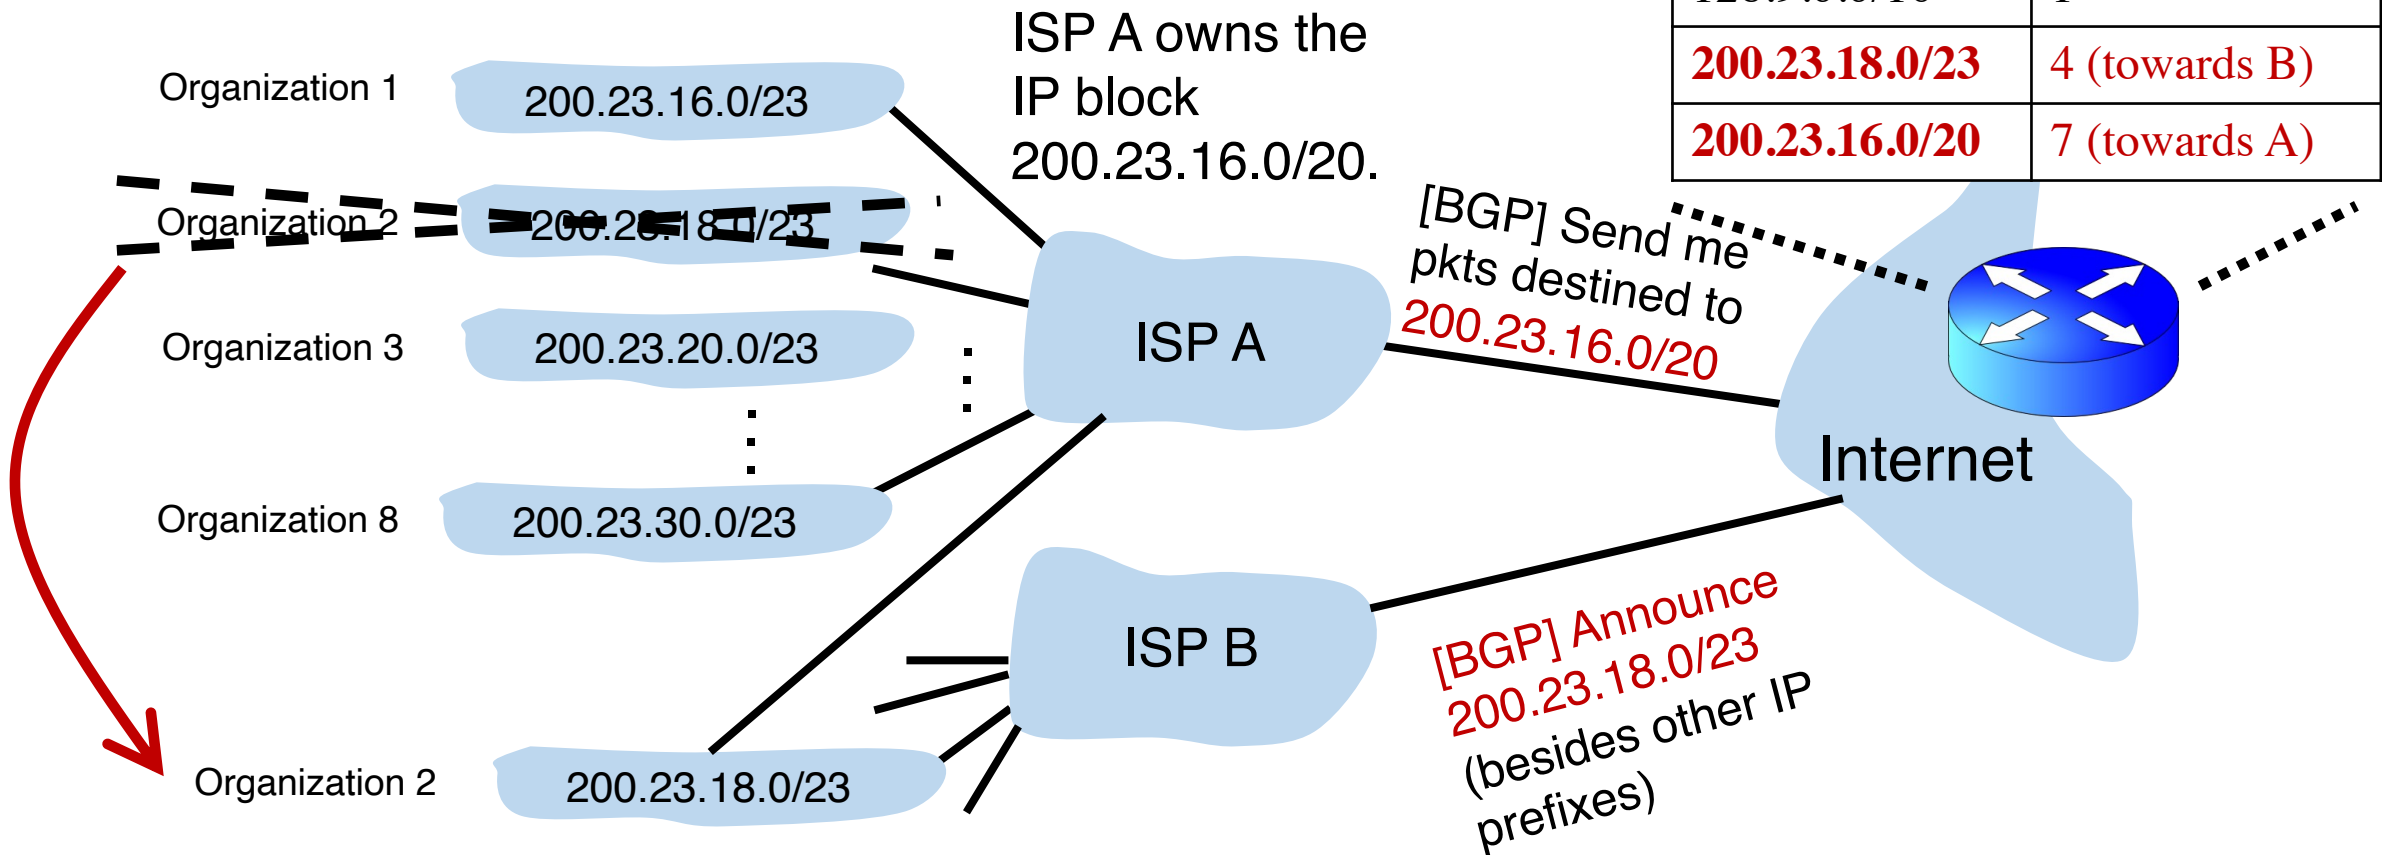 ISP A owns the
IP block
200.23.16.0/20.
200.23.18.0/23 4 (towards B)
200.23.16.0/20 7 (towards A)
Organization 1 200.23.16.0/23
Organization 2 200.23.18.0/23
Organization 3 200.23.20.0/23
Organization 8 200.23.30.0/23
ISP A
[BGP] Send me
pkts destined to
200.23.16.0/20
Internet
ISP B
[BGP] Announce
200.23.18.0/23
(besides other IP
prefixes)
Organization 2 200.23.18.0/23